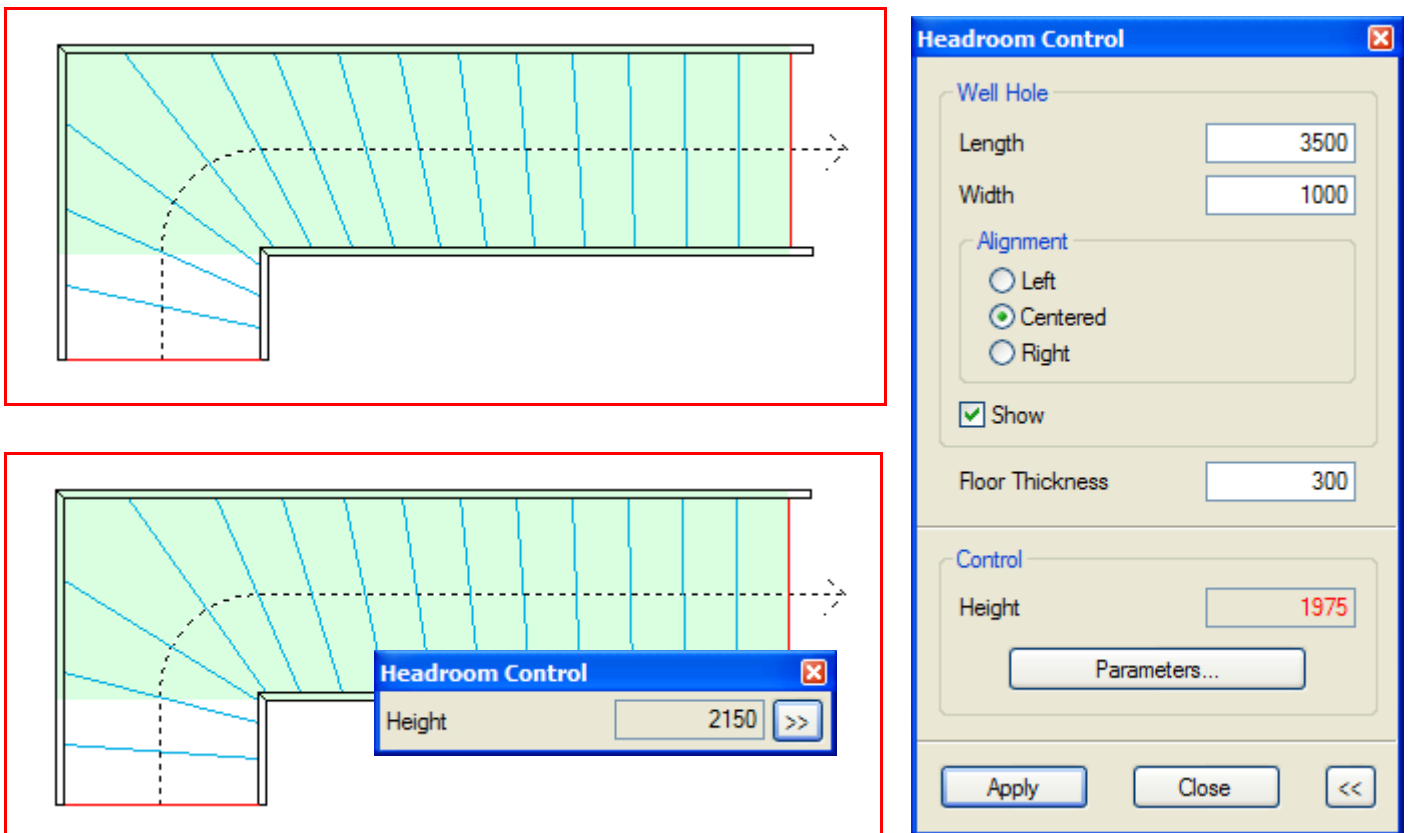 Headroom Control
Well Hole
Length 3500
Width 1000
Alignment
Left
Centered
Right
Show
Floor Thickness 300
Control
Height 1975
Parameters...
Apply Close <<
Headroom Control
Height 2150 >>